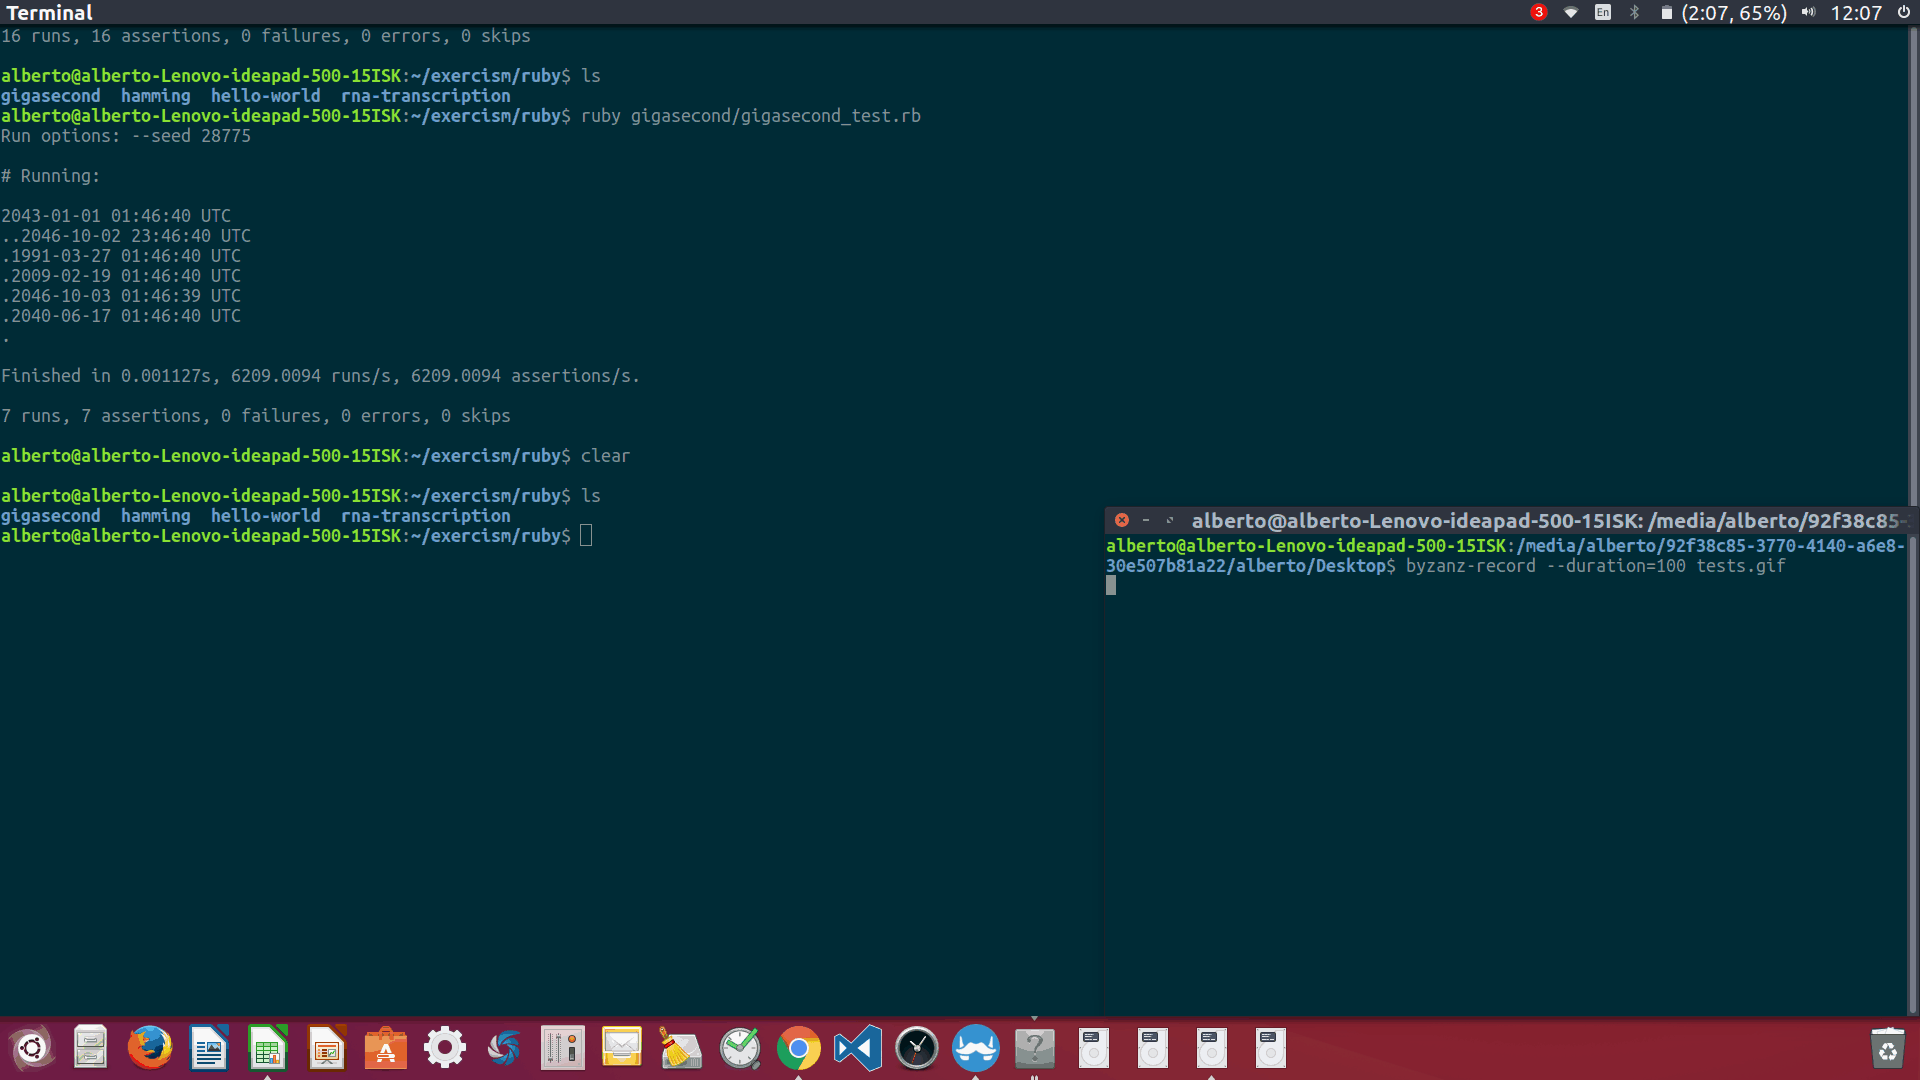 Terminal
3 En (2:07, 65%) 12:07
16 runs, 16 assertions, 0 failures, 0 errors, 0 skips
alberto@alberto-Lenovo-ideapad-500-15ISK:~/exercism/ruby$ ls
gigasecond hamming hello-world rna-transcription
alberto@alberto-Lenovo-ideapad-500-15ISK:~/exercism/ruby$ ruby gigasecond/gigasecond_test.rb
Run options: --seed 28775
# Running:
2043-01-01 01:46:40 UTC
..2046-10-02 23:46:40 UTC
.1991-03-27 01:46:40 UTC
.2009-02-19 01:46:40 UTC
.2046-10-03 01:46:39 UTC
.2040-06-17 01:46:40 UTC
.
Finished in 0.001127s, 6209.0094 runs/s, 6209.0094 assertions/s.
7 runs, 7 assertions, 0 failures, 0 errors, 0 skips
alberto@alberto-Lenovo-ideapad-500-15ISK:~/exercism/ruby$ clear
alberto@alberto-Lenovo-ideapad-500-15ISK:~/exercism/ruby$ ls
gigasecond hamming hello-world rna-transcription
alberto@alberto-Lenovo-ideapad-500-15ISK:~/exercism/ruby$
alberto@alberto-Lenovo-ideapad-500-15ISK: /media/alberto/92f38c85-
alberto@alberto-Lenovo-ideapad-500-15ISK:/media/alberto/92f38c85-3770-4140-a6e8-
30e507b81a22/alberto/Desktop$ byzanz-record --duration=100 tests.gif